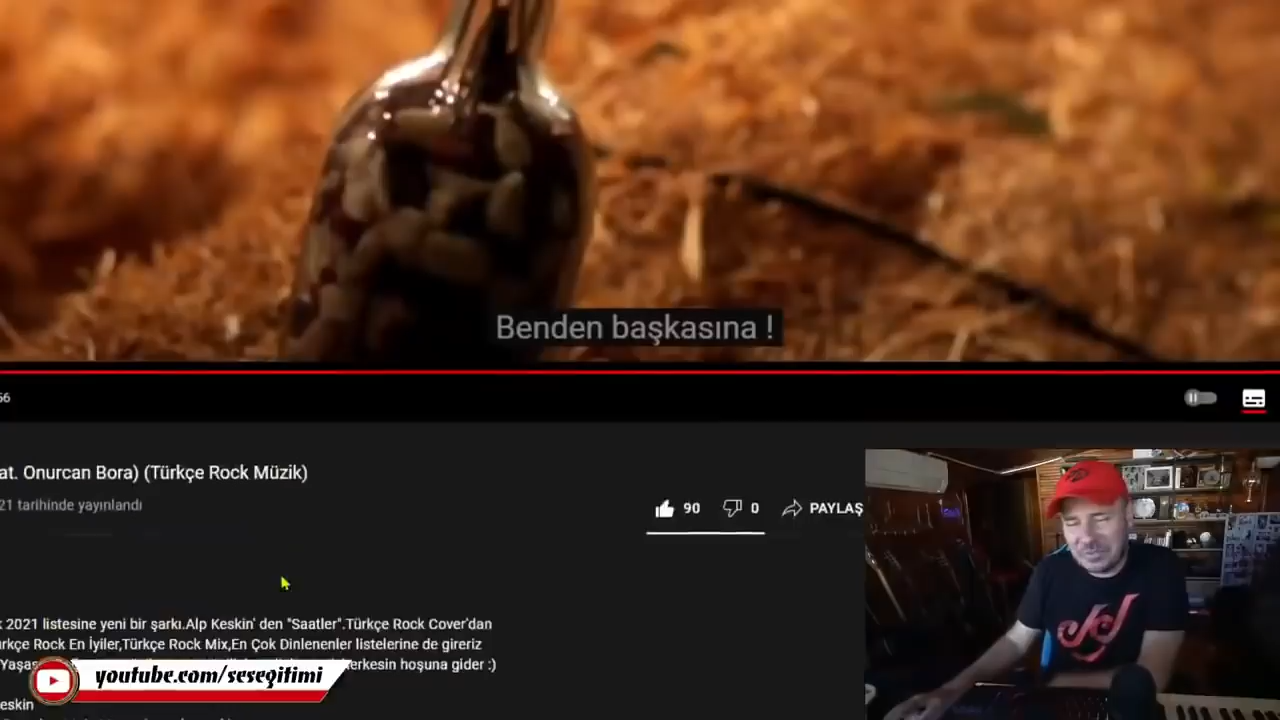 Benden başkasına !
56
at. Onurcan Bora) (Türkçe Rock Müzik)
21 tarihinde yayınlandı
90
0
PAYLAŞ
k 2021 listesine yeni bir şarkı.Alp Keskin' den "Saatler".Türkçe Rock Cover'dan
ürkçe Rock En İyiler,Türkçe Rock Mix,En Çok Dinlenenler listelerine de gireriz
Yaşas
erkesin hoşuna gider :)
youtube.com/sesegitimi
eskin